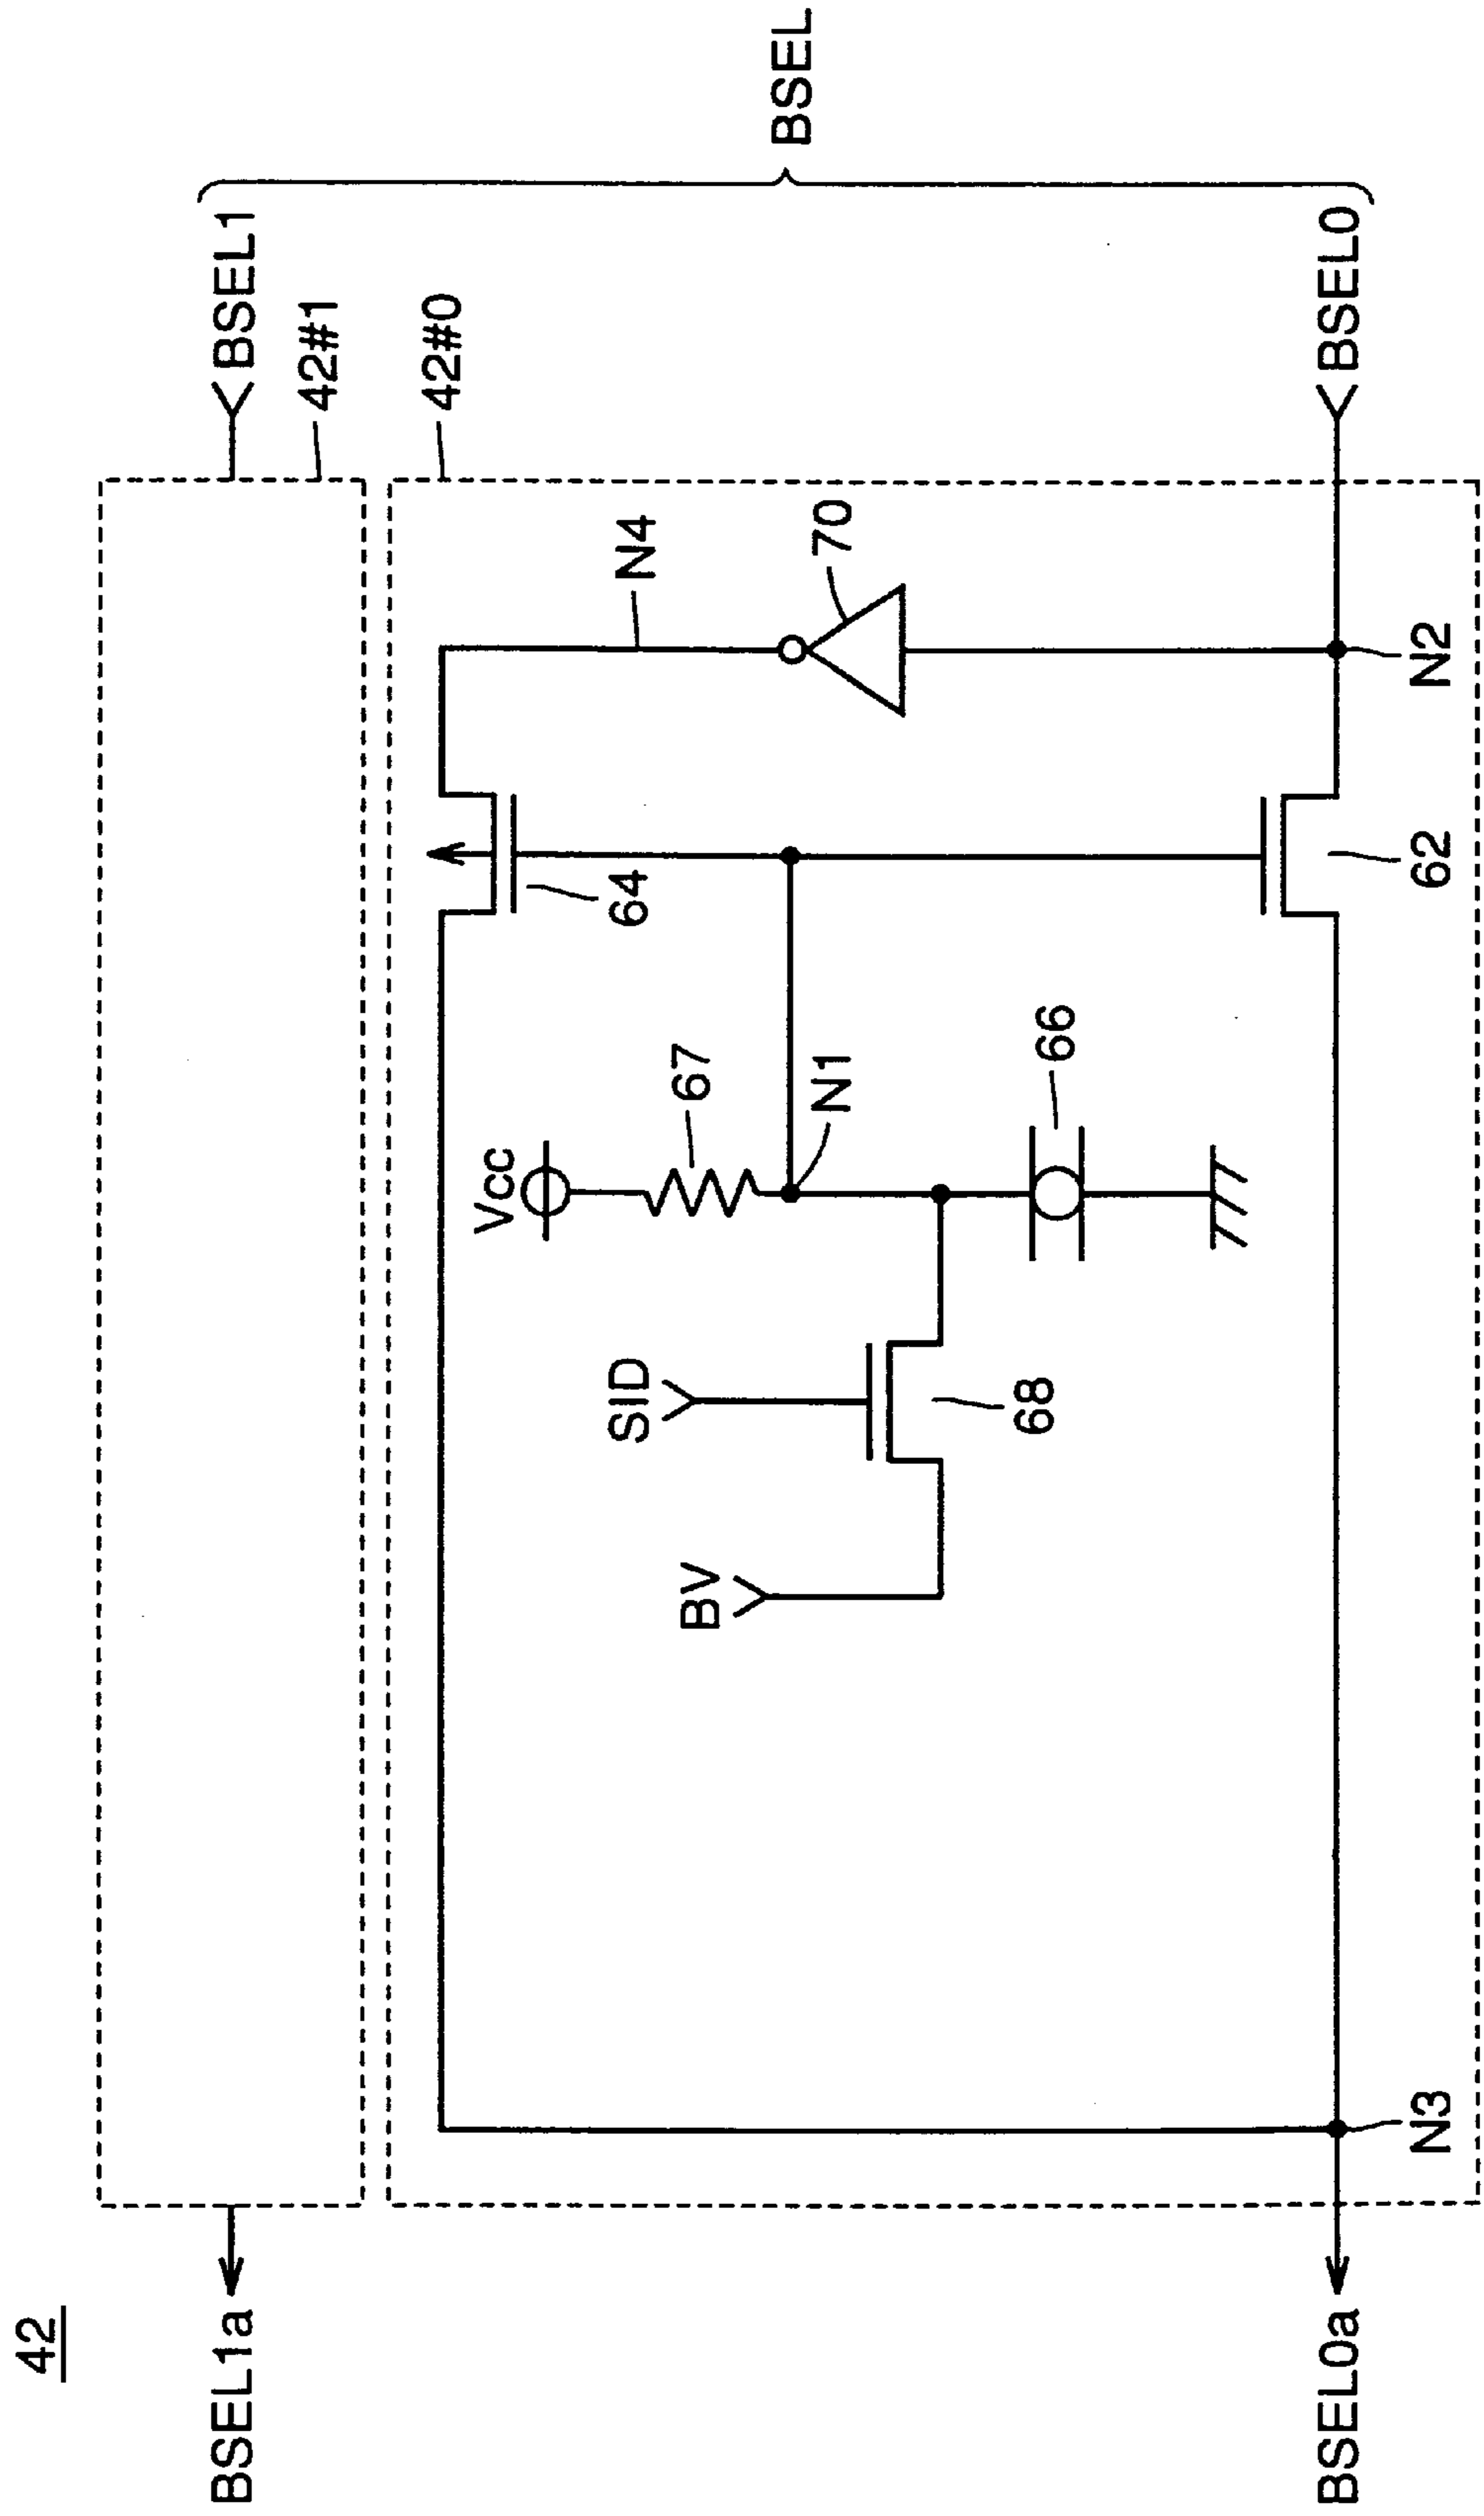 42
BSEL1a
BSEL1
42#1
42#0
BSEL
N4
64
70
Vcc
67
N1
SID
BV
68
66
62
BSEL0a
BSEL0
N3
N2